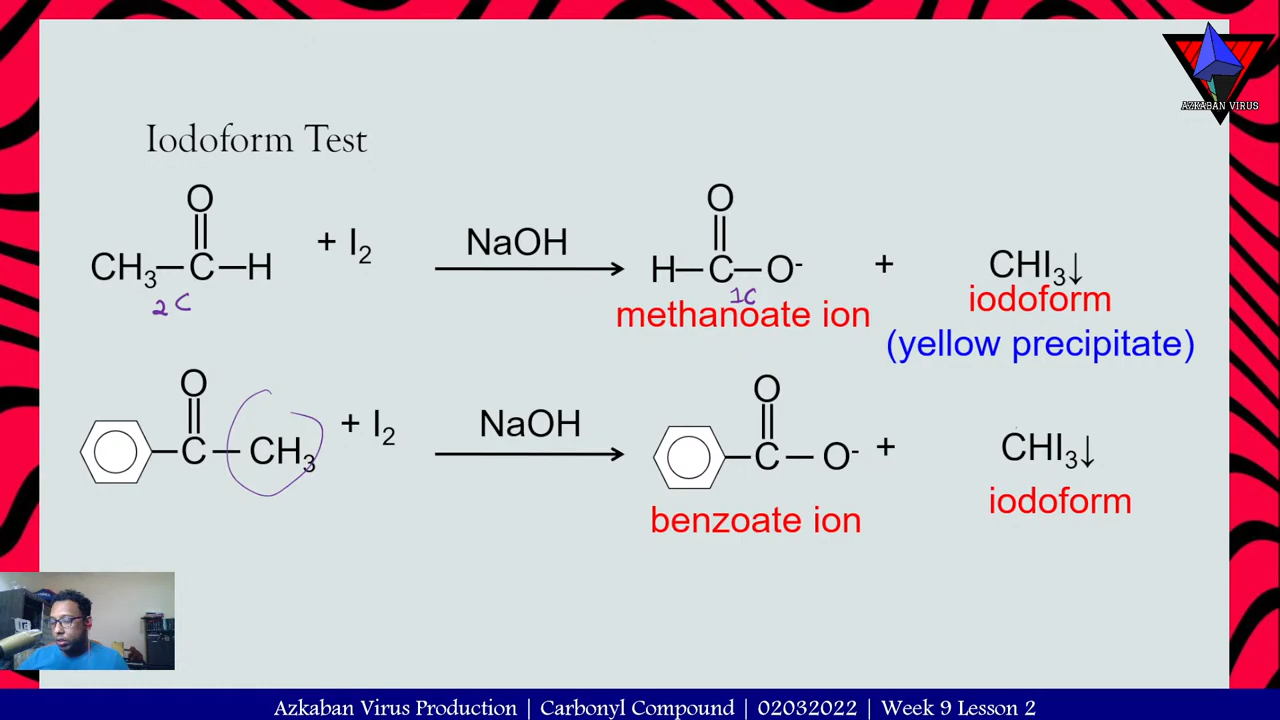 AZKABAN VIRUS
Iodoform Test
O
CH₃—C—H + I₂ NaOH H—C—O⁻ + CHI₃↓
O
2C
1C
methanoate ion
iodoform
(yellow precipitate)
O
C—CH₃ + I₂ NaOH C—O⁻ + CHI₃↓
O
benzoate ion
iodoform
Azkaban Virus Production | Carbonyl Compound | 02032022 | Week 9 Lesson 2